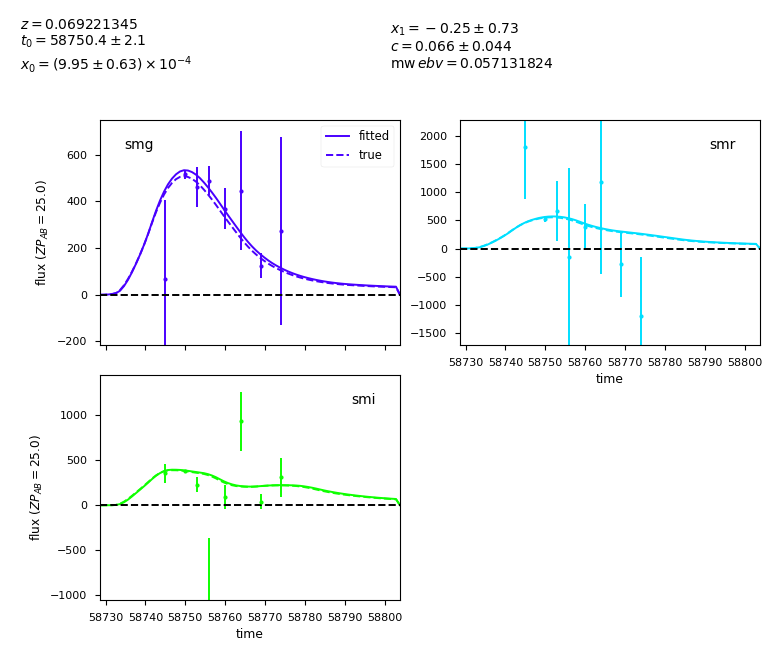 z = 0.069221345
t₀ = 58750.4 ± 2.1
x₀ = (9.95 ± 0.63) × 10⁻⁴
x₁ = −0.25 ± 0.73
c = 0.066 ± 0.044
mwebv = 0.057131824
smg
fitted
true
600
400
200
0
−200
flux (ZP_AB = 25.0)
smr
2000
1500
1000
500
0
−500
−1000
−1500
58730 58740 58750 58760 58770 58780 58790 58800
time
smi
1000
500
0
−500
−1000
flux (ZP_AB = 25.0)
58730 58740 58750 58760 58770 58780 58790 58800
time